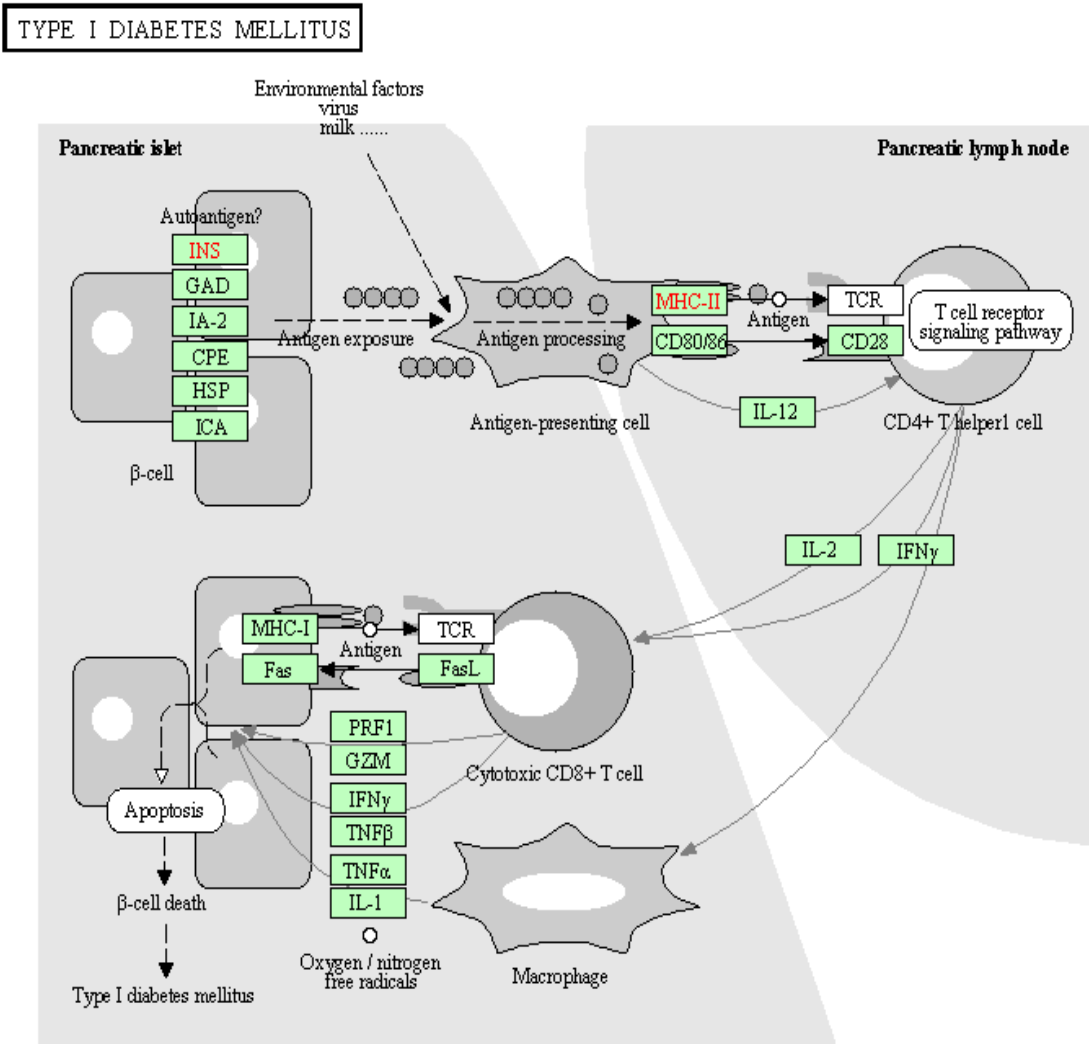 TYPE I DIABETES MELLITUS
Environmental factors
virus
milk ......
Pancreatic islet
Pancreatic lymph node
Autoantigen?
INS
GAD
IA-2
CPE
HSP
ICA
β-cell
Antigen exposure
Antigen processing
MHC-II
CD80/86
Antigen
TCR
CD28
T cell receptor
signaling pathway
IL-12
Antigen-presenting cell
CD4+ T helper1 cell
IL-2
IFNγ
MHC-I
Fas
Antigen
TCR
FasL
PRF1
GZM
IFNγ
TNFβ
TNFα
IL-1
Cytotoxic CD8+ T cell
Apoptosis
β-cell death
Type I diabetes mellitus
Oxygen / nitrogen
free radicals
Macrophage